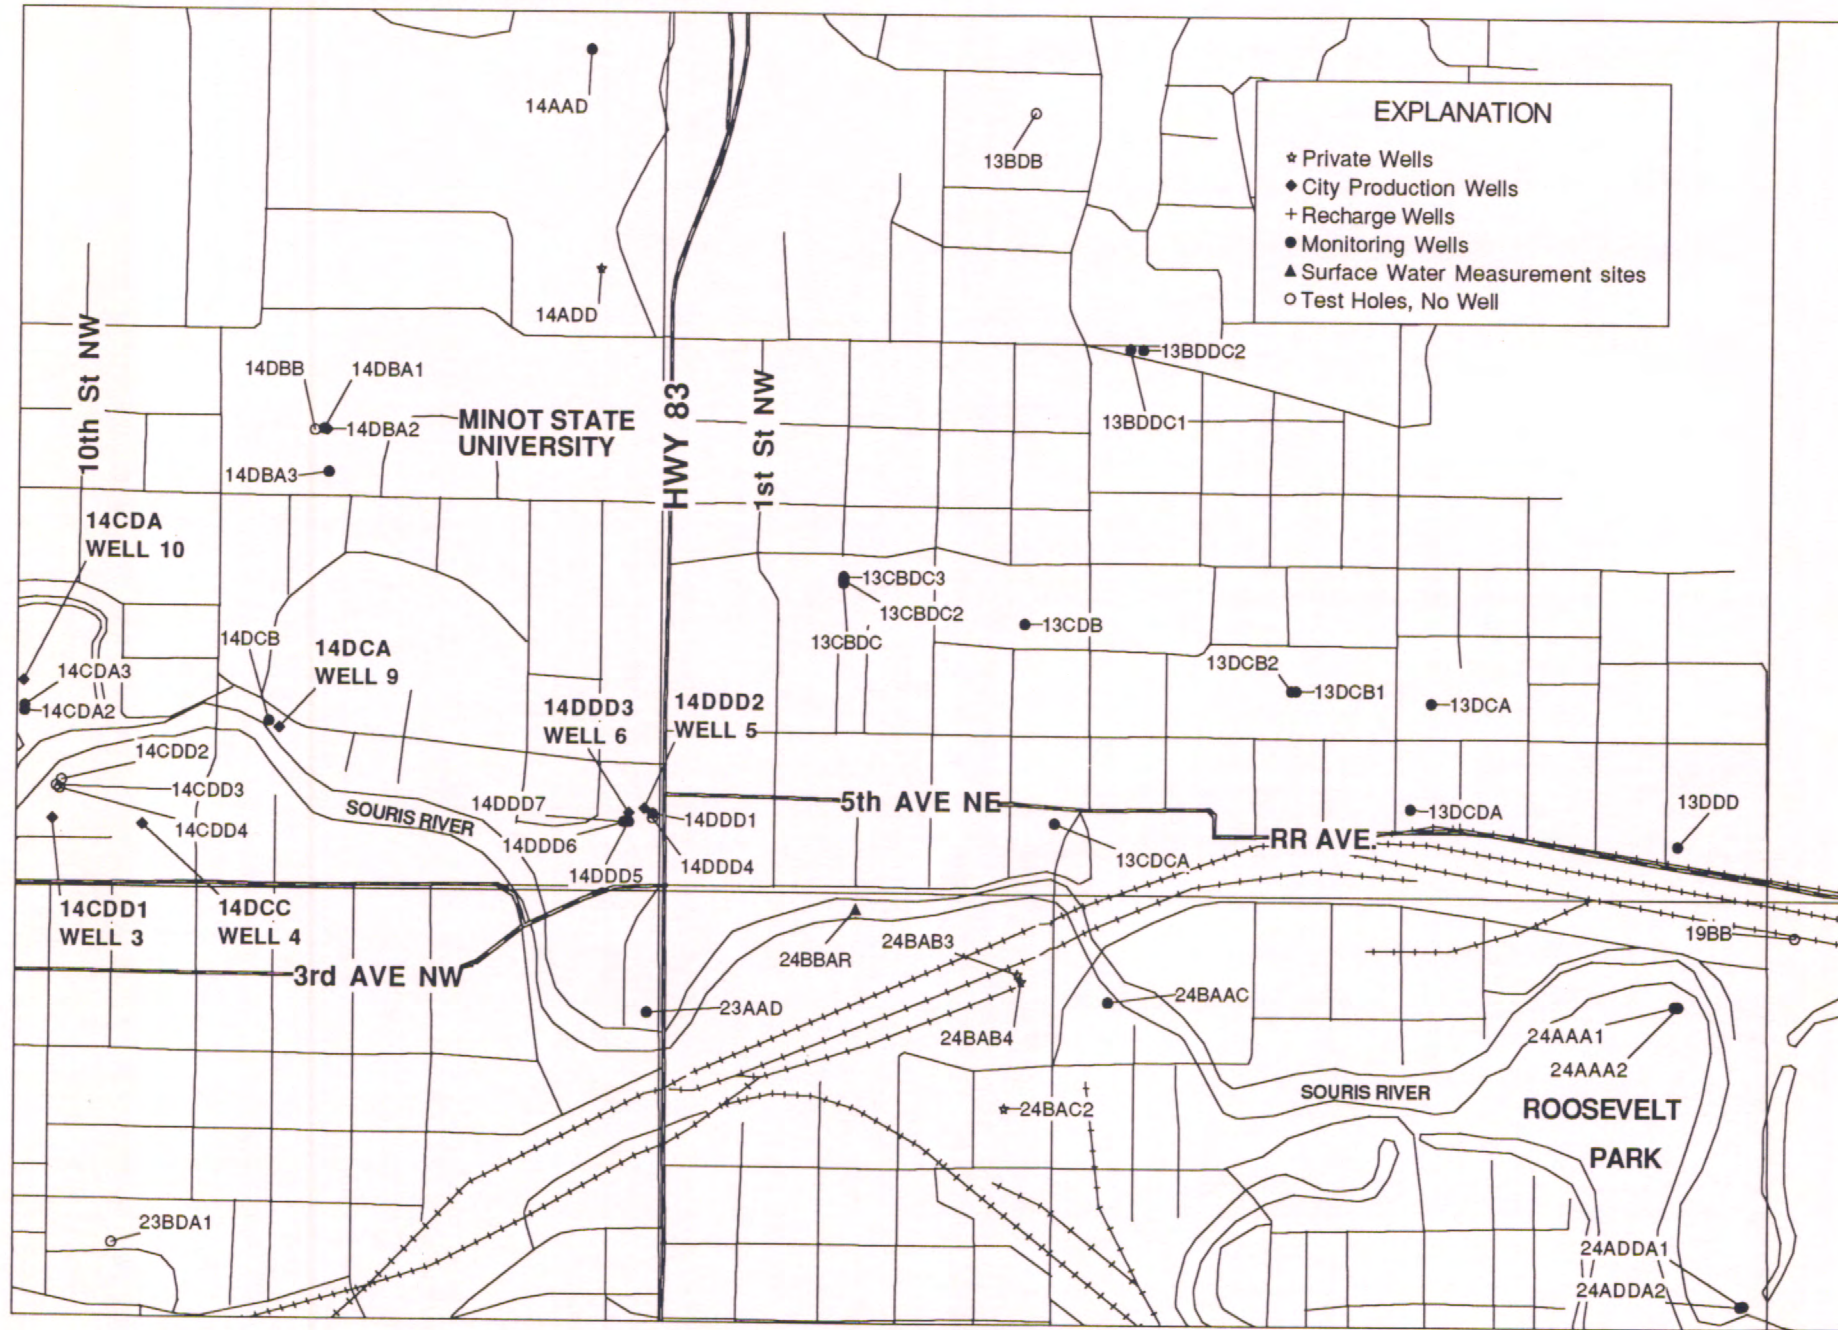 14AAD
13BDB
EXPLANATION
Private Wells
City Production Wells
Recharge Wells
Monitoring Wells
Surface Water Measurement sites
Test Holes, No Well
14ADD
10th St NW
14DBB
14DBA1
14DBA2
14DBA3
MINOT STATE
UNIVERSITY
HWY 83
1st St NW
13BDDC2
13BDDC1
14CDA
WELL 10
13CBDC3
13CBDC2
13CBDC
13CDB
14DCB
14DCA
WELL 9
14CDA3
14CDA2
13DCB2
13DCB1
13DCA
14DDD3
WELL 6
14DDD2
WELL 5
14CDD2
14CDD3
14CDD4
SOURIS RIVER
14DDD7
14DDD6
14DDD5
14DDD1
14DDD4
5th AVE NE
RR AVE.
13DCDA
13DDD
13CDCA
14CDD1
WELL 3
14DCC
WELL 4
3rd AVE NW
24BBAR
24BAB3
24BAB4
23AAD
24BAAC
19BB
24AAA1
24AAA2
SOURIS RIVER
ROOSEVELT
PARK
24BAC2
23BDA1
24ADDA1
24ADDA2